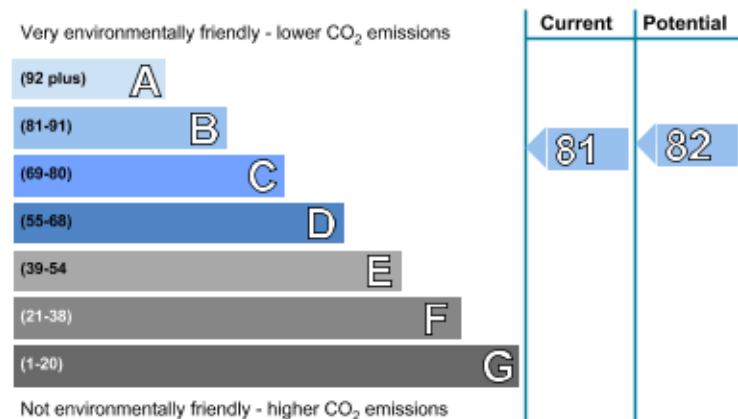 Very environmentally friendly - lower CO₂ emissions
Current Potential
(92 plus) A
(81-91) B
81 82
(69-80) C
(55-68) D
(39-54 E
(21-38) F
(1-20) G
Not environmentally friendly - higher CO₂ emissions